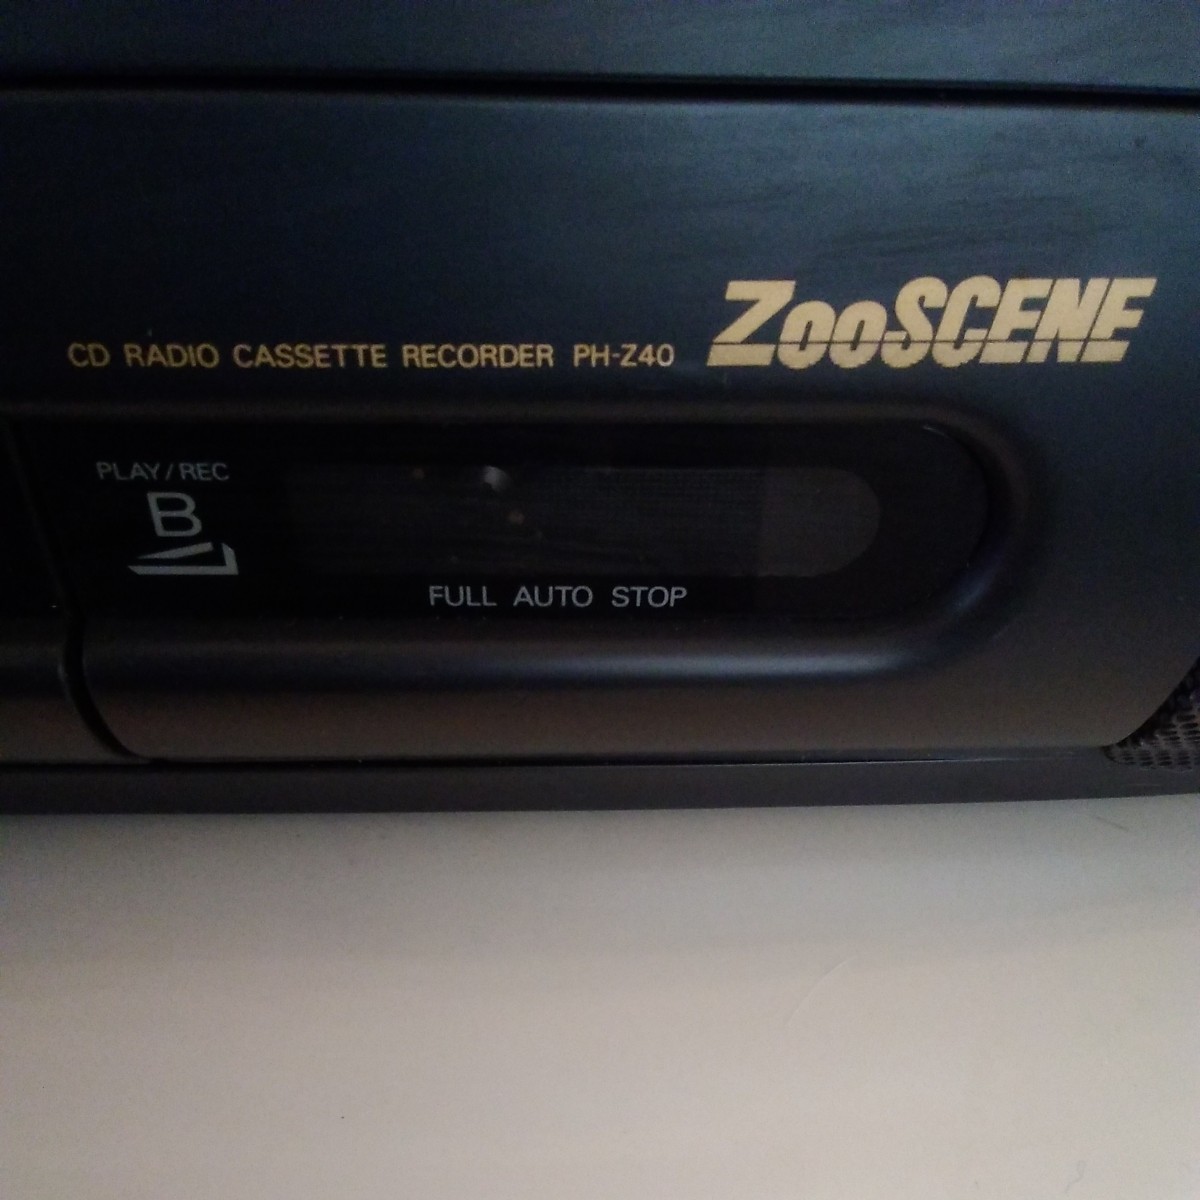 ZooSCENE
CD RADIO CASSETTE RECORDER PH-Z40
PLAY/REC
B
FULL AUTO STOP